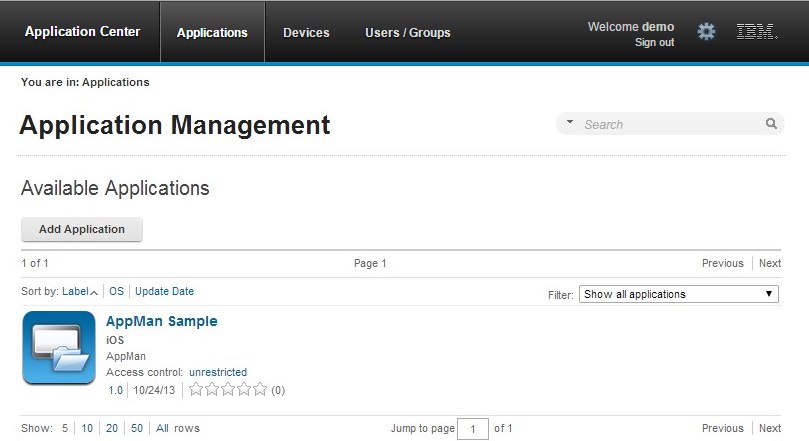 Application Center Applications Devices Users / Groups Welcome demo Sign out IBM.
You are in: Applications
Application Management Search
Available Applications
Add Application
1 of 1 Page 1 Previous Next
Sort by: Label OS Update Date Filter: Show all applications
AppMan Sample
iOS
AppMan
Access control: unrestricted
1.0 10/24/13 (0)
Show: 5 10 20 50 All rows Jump to page 1 of 1 Previous Next